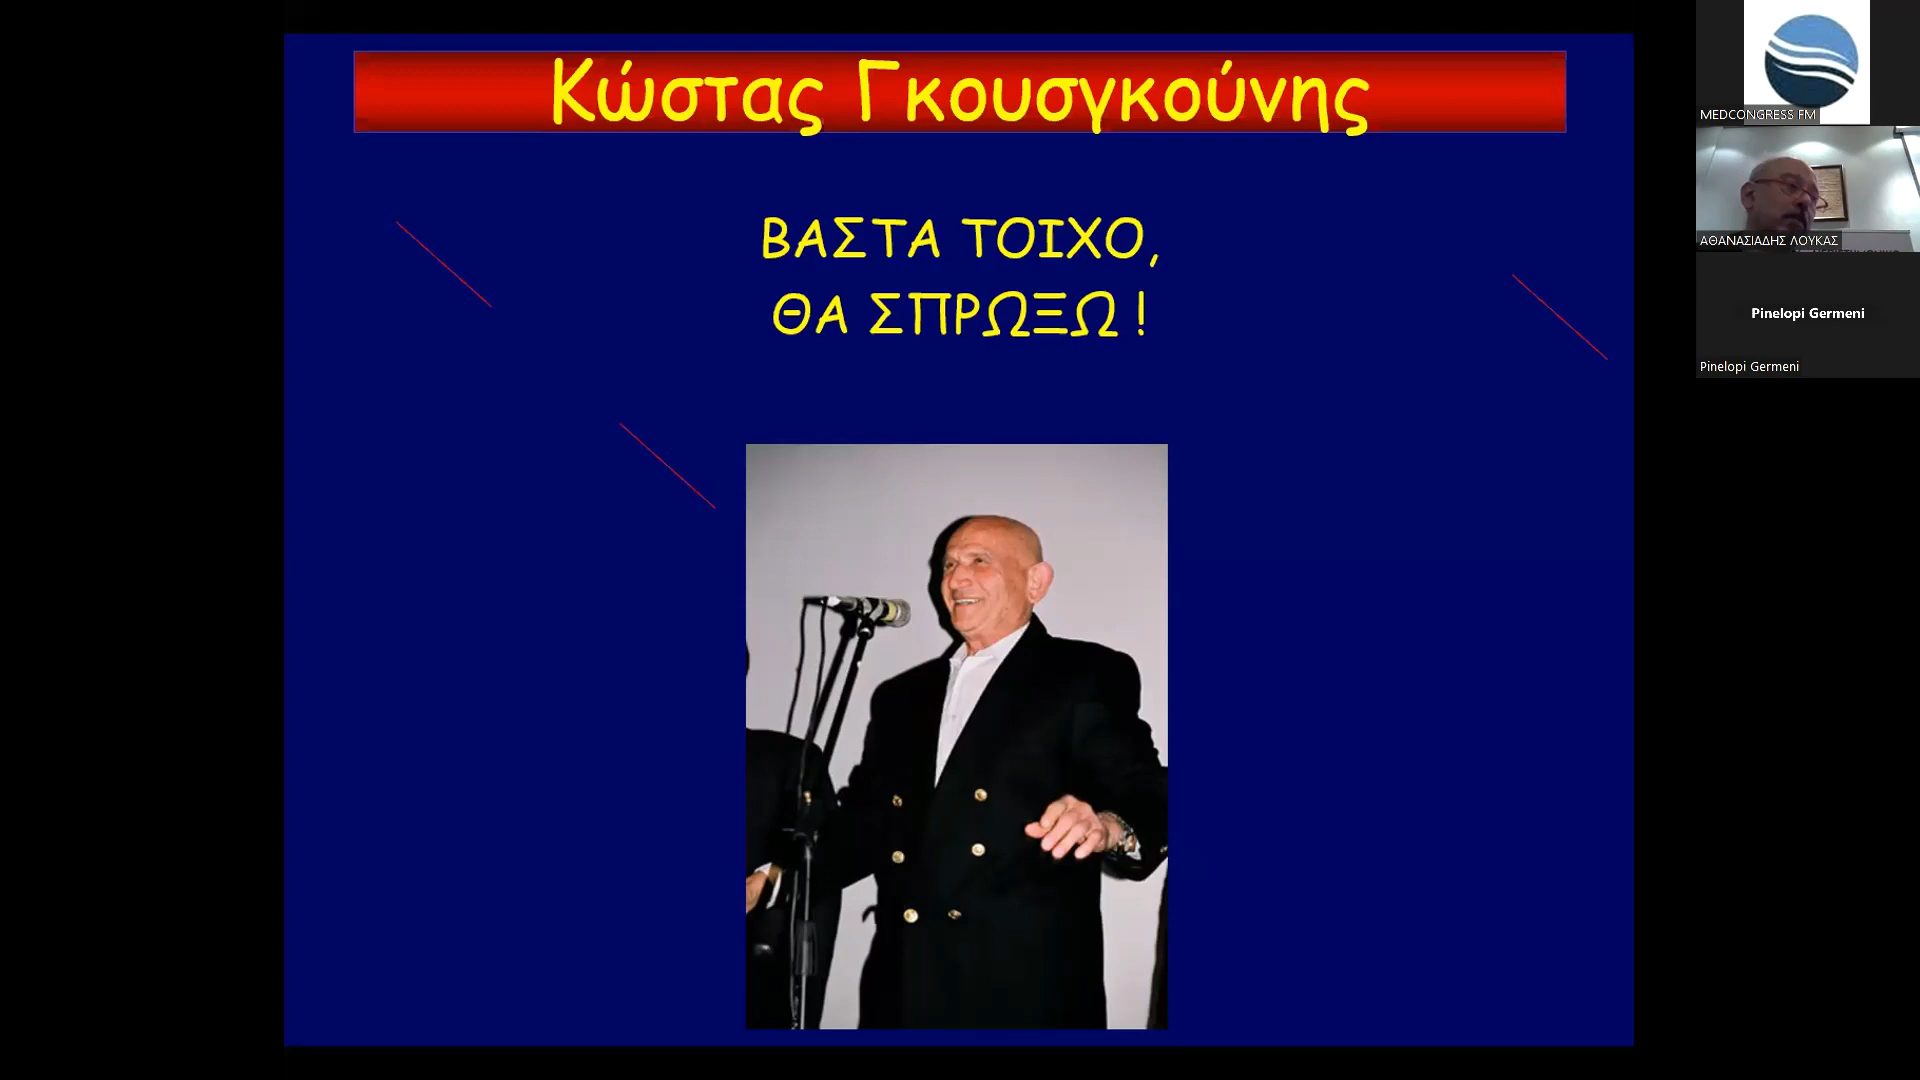 Κώστας Γκουσγκούνης
ΒΑΣΤΑ ΤΟΙΧΟ,
ΘΑ ΣΠΡΩΞΩ !
MEDCONGRESS FM
ΑΘΑΝΑΣΙΑΔΗΣ ΛΟΥΚΑΣ
Pinelopi Germeni
Pinelopi Germeni